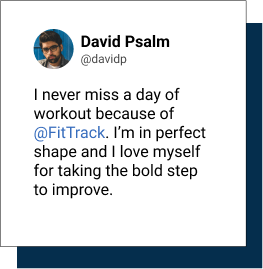 David Psalm
@davidp
I never miss a day of
workout because of
@FitTrack. I’m in perfect
shape and I love myself
for taking the bold step
to improve.